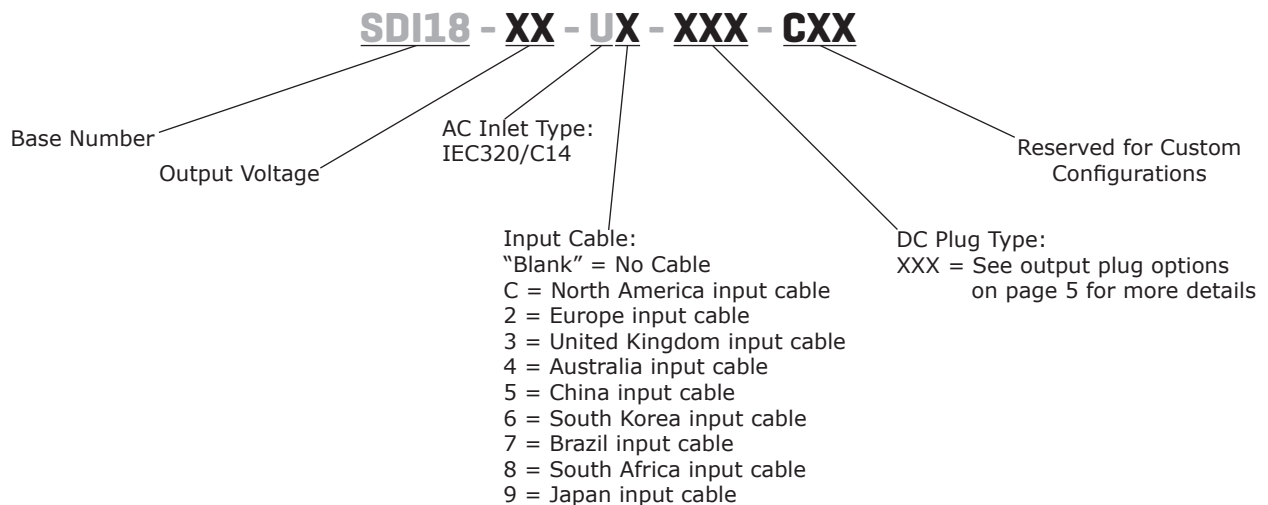 SDI18 - XX - UX - XXX - CXX
Base Number
Output Voltage
AC Inlet Type:
IEC320/C14
Input Cable:
“Blank” = No Cable
C = North America input cable
2 = Europe input cable
3 = United Kingdom input cable
4 = Australia input cable
5 = China input cable
6 = South Korea input cable
7 = Brazil input cable
8 = South Africa input cable
9 = Japan input cable
DC Plug Type:
XXX = See output plug options
on page 5 for more details
Reserved for Custom
Configurations